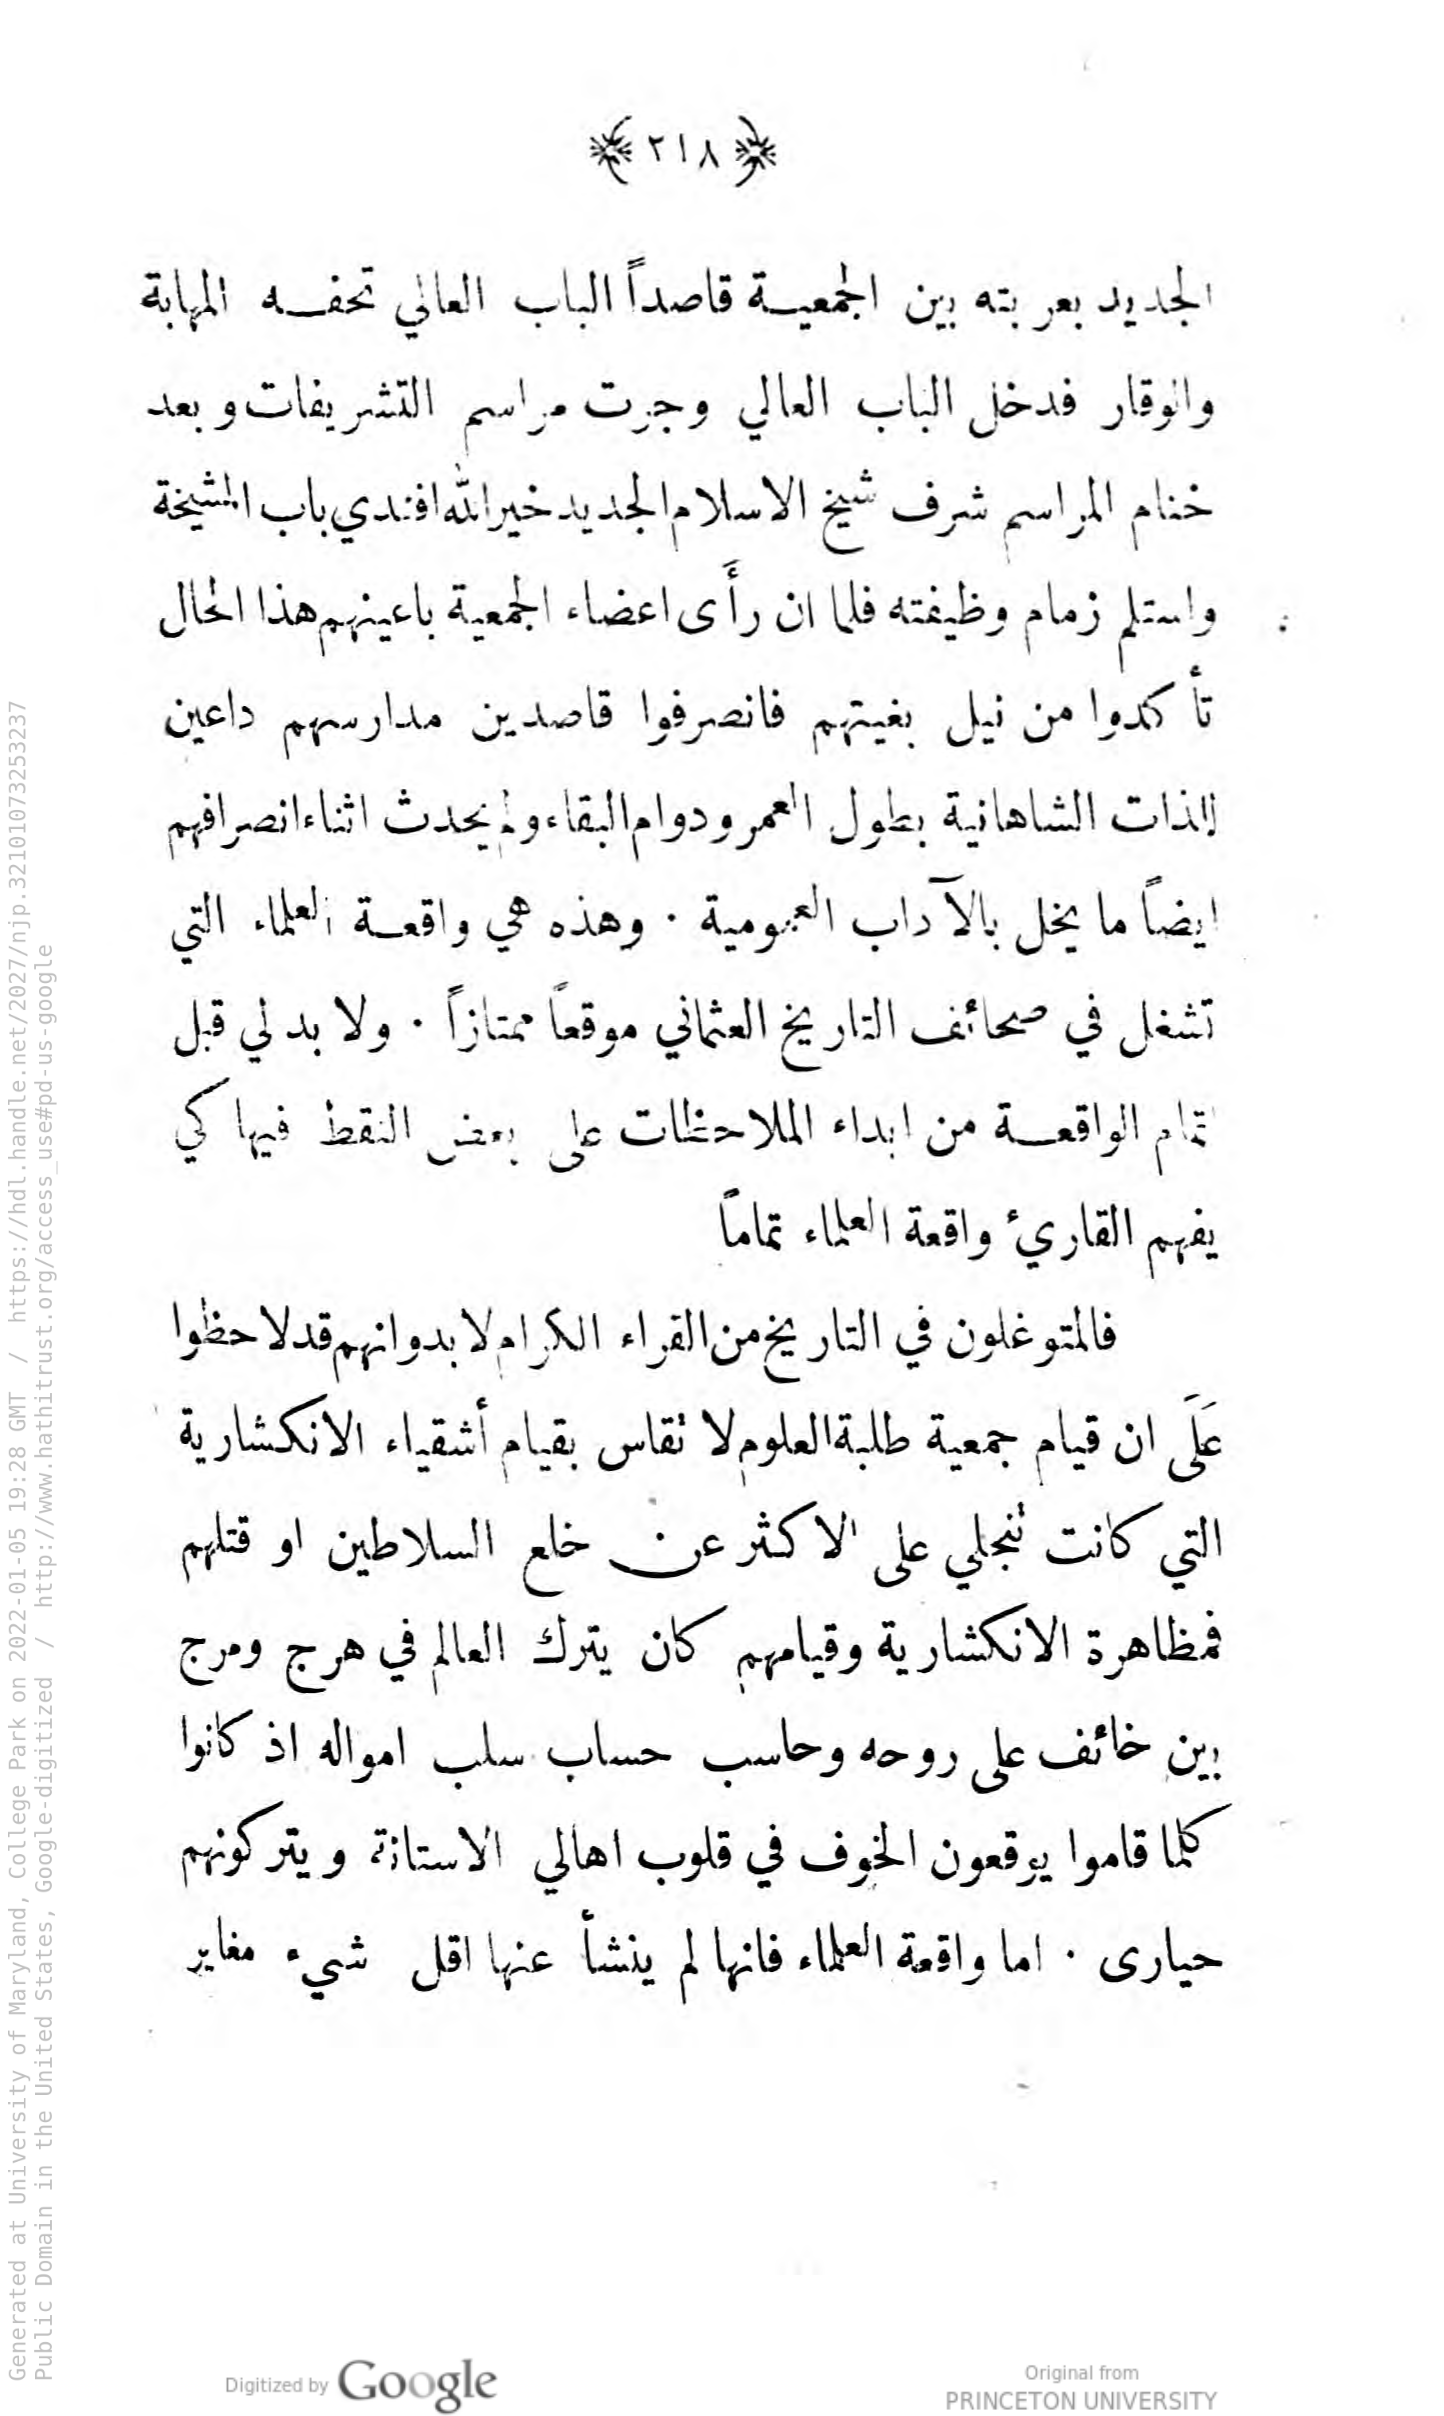 ﴿ ٢١٨ ﴾
الجديد بعربته بين الجمعيـة قاصداً الباب العالي تحفـه المهابة
والوقار فدخل الباب العالي وجرت مراسم التشريفات وبعد
ختام المراسم شرف شيخ الاسلام الجديد خيرالله افندي باب المشيخة
واستلم زمام وظيفته فلما ان رأَى اعضاء الجمعية باعينهم هذا الحال
تأكدوا من نيل بغيتهم فانصرفوا قاصدين مدارسهم داعين
للذات الشاهانية بطول العمر ودوام البقاء ولم يحدث اثناء انصرافهم
ايضاً ما يخل بالآداب العمومية . وهذه هي واقعـة العلماء التي
تشغل في صحائف التاريخ العثماني موقعاً ممتازاً . ولا بد لي قبل
تمام الواقعـة من ابداء الملاحظات على بعض النقط فيها كي
يفهم القاريء واقعة العلماء تماماً
فالمتوغلون في التاريخ من القراء الكرام لا بد وانهم قد لاحظوا
عَلَى ان قيام جمعية طلبة العلوم لا تقاس بقيام أشقياء الانكشارية
التي كانت تنجلي على الاكثر عن خلع السلاطين او قتلهم
فمظاهرة الانكشارية وقيامهم كان يترك العالم في هرج ومرج
بين خائف على روحه وحاسب حساب سلب امواله اذ كانوا
كلما قاموا يوقعون الخوف في قلوب اهالي الاستانة ويتركونهم
حيارى . اما واقعة العلماء فانها لم ينشأ عنها اقل شيء مغاير
Generated at University of Maryland, College Park on 2022-01-05 19:28 GMT / https://hdl.handle.net/2027/njp.32101073253237
Public Domain in the United States, Google-digitized / http://www.hathitrust.org/access_use#pd-us-google
Digitized by Google
Original from
PRINCETON UNIVERSITY